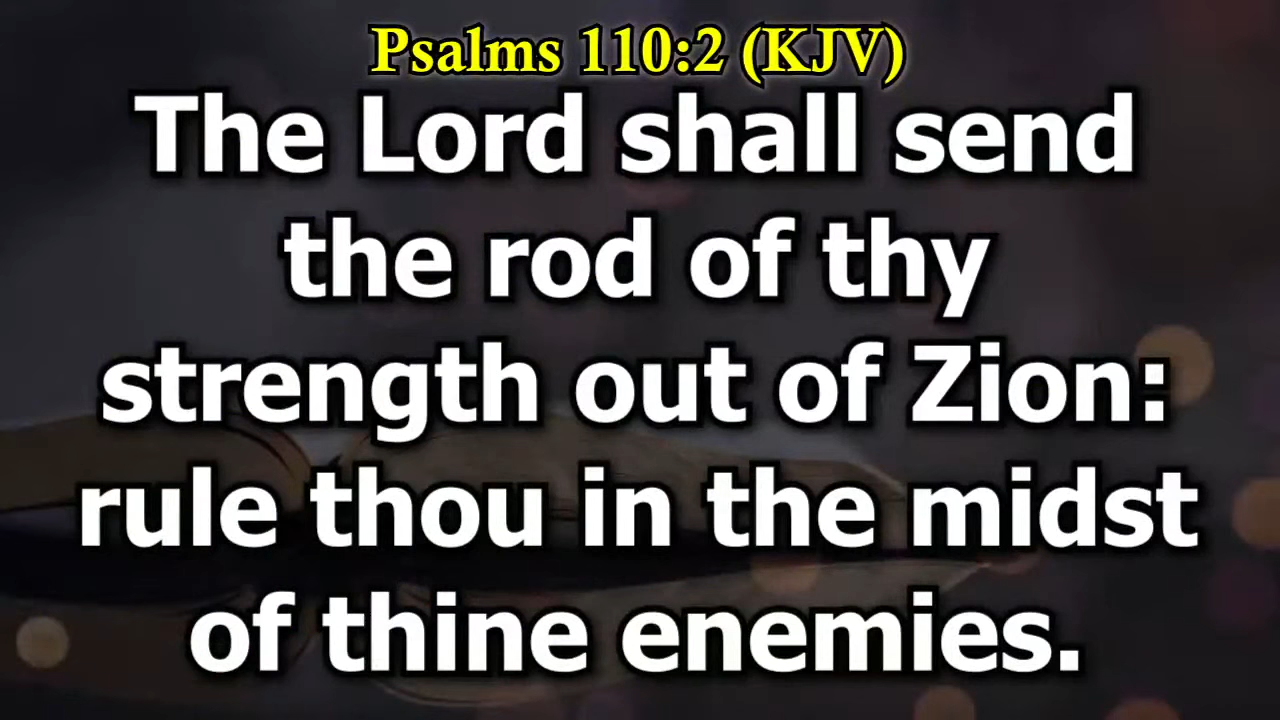 Psalms 110:2 (KJV)
The Lord shall send
the rod of thy
strength out of Zion:
rule thou in the midst
of thine enemies.